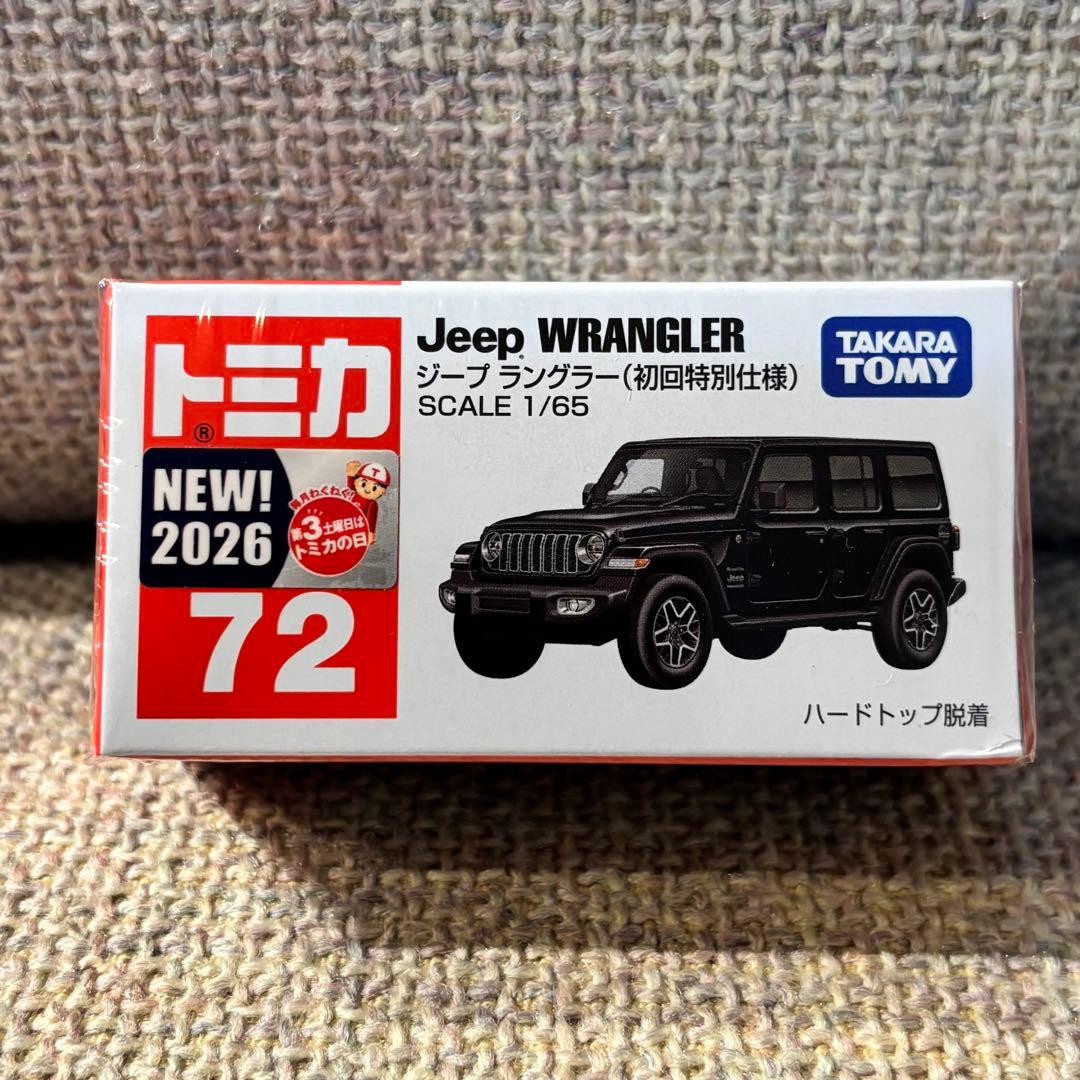 トミカ
®
Jeep® WRANGLER
ジープ ラングラー(初回特別仕様)
SCALE 1/65
TAKARA
TOMY
NEW!
2026
T
毎月わくわく!!
第3土曜日は
トミカの日
72
Jeep
ハードトップ脱着